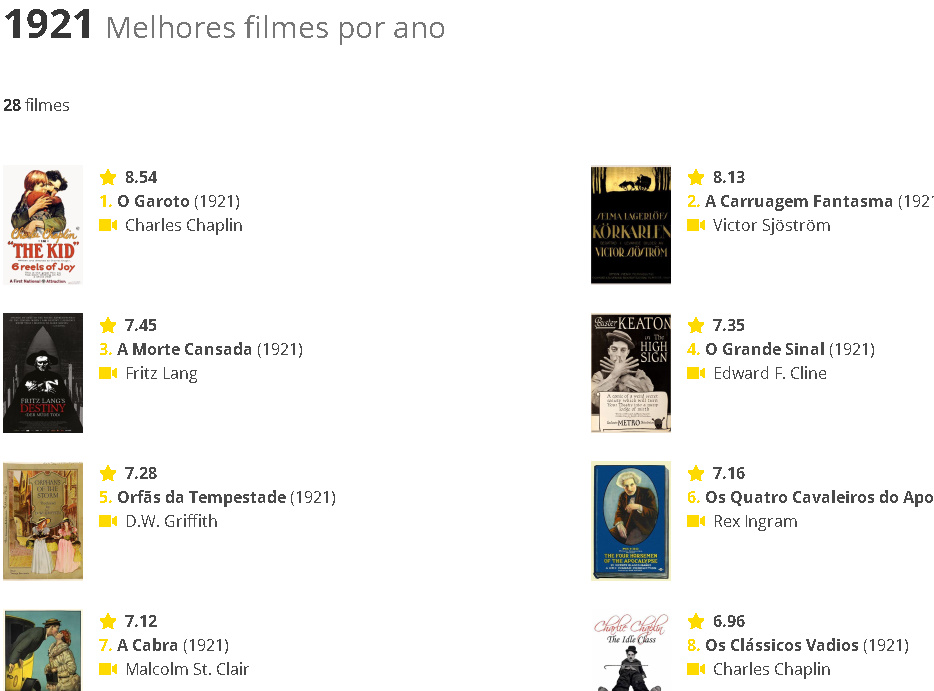 1921 Melhores filmes por ano
28 filmes
8.54
1. O Garoto (1921)
Charles Chaplin
"THE KID"
6 reels of Joy
A First National Attraction
8.13
2. A Carruagem Fantasma (192
Victor Sjöström
SELMA LAGERLÖFS
KÖRKARLEN
VICTOR SJÖSTRÖM
7.45
3. A Morte Cansada (1921)
Fritz Lang
FRITZ LANG'S
DESTINY
(DER MÜDE TOD)
7.35
4. O Grande Sinal (1921)
Edward F. Cline
Buster KEATON
in The
HIGH
SIGN
METRO
7.28
5. Orfãs da Tempestade (1921)
D.W. Griffith
ORPHANS
OF THE
STORM
7.16
6. Os Quatro Cavaleiros do Apo
Rex Ingram
THE FOUR HORSEMEN
OF THE APOCALYPSE
7.12
7. A Cabra (1921)
Malcolm St. Clair
6.96
8. Os Clássicos Vadios (1921)
Charles Chaplin
Charlie Chaplin
The Idle Class